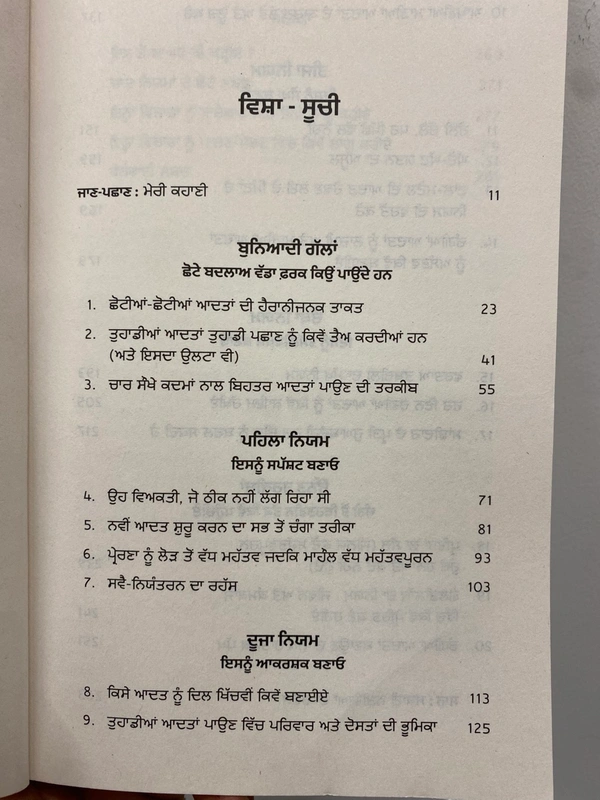 ਵਿਸ਼ਾ - ਸੂਚੀ
ਜਾਣ-ਪਛਾਣ : ਮੇਰੀ ਕਹਾਣੀ 11
ਬੁਨਿਆਦੀ ਗੱਲਾਂ
ਛੋਟੇ ਬਦਲਾਅ ਵੱਡਾ ਫ਼ਰਕ ਕਿਉਂ ਪਾਉਂਦੇ ਹਨ
1. ਛੋਟੀਆਂ-ਛੋਟੀਆਂ ਆਦਤਾਂ ਦੀ ਹੈਰਾਨੀਜਨਕ ਤਾਕਤ 23
2. ਤੁਹਾਡੀਆਂ ਆਦਤਾਂ ਤੁਹਾਡੀ ਪਛਾਣ ਨੂੰ ਕਿਵੇਂ ਤੈਅ ਕਰਦੀਆਂ ਹਨ
(ਅਤੇ ਇਸਦਾ ਉਲਟਾ ਵੀ) 41
3. ਚਾਰ ਸੌਖੇ ਕਦਮਾਂ ਨਾਲ ਬਿਹਤਰ ਆਦਤਾਂ ਪਾਉਣ ਦੀ ਤਰਕੀਬ 55
ਪਹਿਲਾ ਨਿਯਮ
ਇਸਨੂੰ ਸਪੱਸ਼ਟ ਬਣਾਓ
4. ਉਹ ਵਿਅਕਤੀ, ਜੋ ਠੀਕ ਨਹੀਂ ਲੱਗ ਰਿਹਾ ਸੀ 71
5. ਨਵੀਂ ਆਦਤ ਸ਼ੁਰੂ ਕਰਨ ਦਾ ਸਭ ਤੋਂ ਚੰਗਾ ਤਰੀਕਾ 81
6. ਪ੍ਰੇਰਣਾ ਨੂੰ ਲੋੜ ਤੋਂ ਵੱਧ ਮਹੱਤਵ ਜਦਕਿ ਮਾਹੌਲ ਵੱਧ ਮਹੱਤਵਪੂਰਨ 93
7. ਸਵੈ-ਨਿਯੰਤਰਨ ਦਾ ਰਹੱਸ 103
ਦੂਜਾ ਨਿਯਮ
ਇਸਨੂੰ ਆਕਰਸ਼ਕ ਬਣਾਓ
8. ਕਿਸੇ ਆਦਤ ਨੂੰ ਦਿਲ ਖਿੱਚਵੀਂ ਕਿਵੇਂ ਬਣਾਈਏ 113
9. ਤੁਹਾਡੀਆਂ ਆਦਤਾਂ ਪਾਉਣ ਵਿੱਚ ਪਰਿਵਾਰ ਅਤੇ ਦੋਸਤਾਂ ਦੀ ਭੂਮਿਕਾ 125